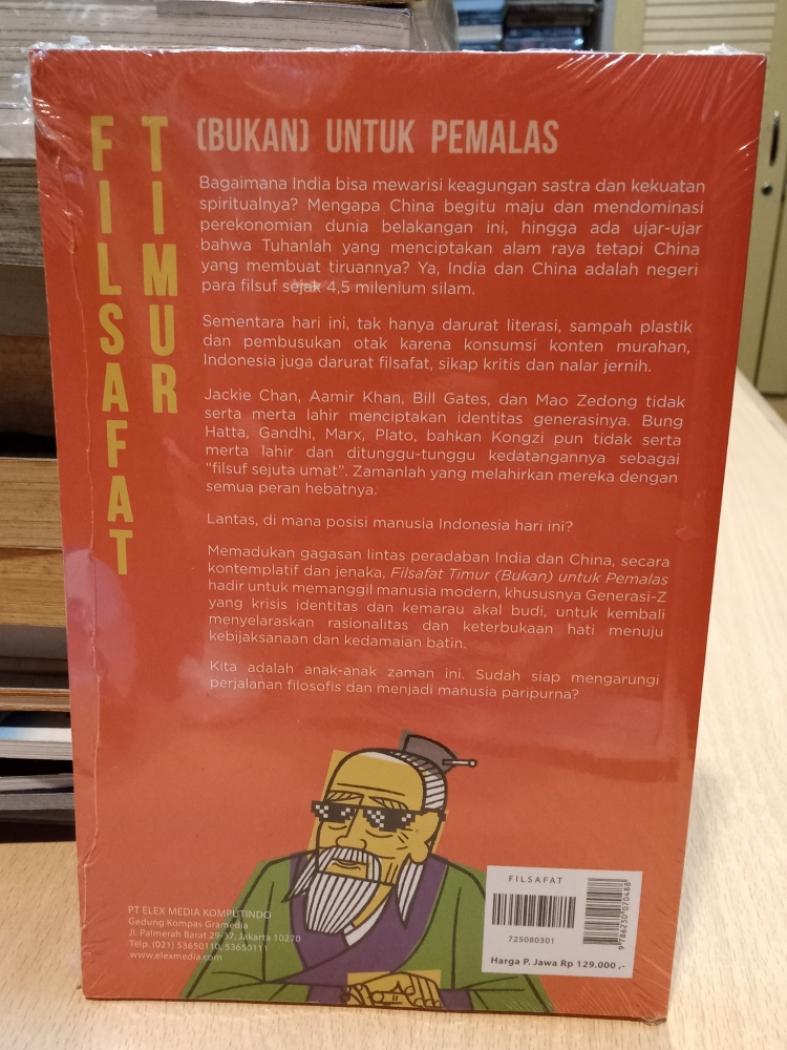 FILSAFAT
TIMUR
(BUKAN) UNTUK PEMALAS
Bagaimana India bisa mewarisi keagungan sastra dan kekuatan
spiritualnya? Mengapa China begitu maju dan mendominasi
perekonomian dunia belakangan ini, hingga ada ujar-ujar
bahwa Tuhanlah yang menciptakan alam raya tetapi China
yang membuat tiruannya? Ya, India dan China adalah negeri
para filsuf sejak 4,5 milenium silam.
Sementara hari ini, tak hanya darurat literasi, sampah plastik
dan pembusukan otak karena konsumsi konten murahan,
Indonesia juga darurat filsafat, sikap kritis dan nalar jernih.
Jackie Chan, Aamir Khan, Bill Gates, dan Mao Zedong tidak
serta merta lahir menciptakan identitas generasinya. Bung
Hatta, Gandhi, Marx, Plato, bahkan Kongzi pun tidak serta
merta lahir dan ditunggu-tunggu kedatangannya sebagai
"filsuf sejuta umat". Zamanlah yang melahirkan mereka dengan
semua peran hebatnya.
Lantas, di mana posisi manusia Indonesia hari ini?
Memadukan gagasan lintas peradaban India dan China, secara
kontemplatif dan jenaka, Filsafat Timur (Bukan) untuk Pemalas
hadir untuk memanggil manusia modern, khususnya Generasi-Z
yang krisis identitas dan kemarau akal budi, untuk kembali
menyelaraskan rasionalitas dan keterbukaan hati menuju
kebijaksanaan dan kedamaian batin.
Kita adalah anak-anak zaman ini. Sudah siap mengarungi
perjalanan filosofis dan menjadi manusia paripurna?
PT ELEX MEDIA KOMPUTINDO
Gedung Kompas Gramedia
Jl. Palmerah Barat 29-37, Jakarta 10270
Telp. (021) 53650110, 53650111
www.elexmedia.com
FILSAFAT
725080301
9786230070488
Harga P. Jawa Rp 129.000,-